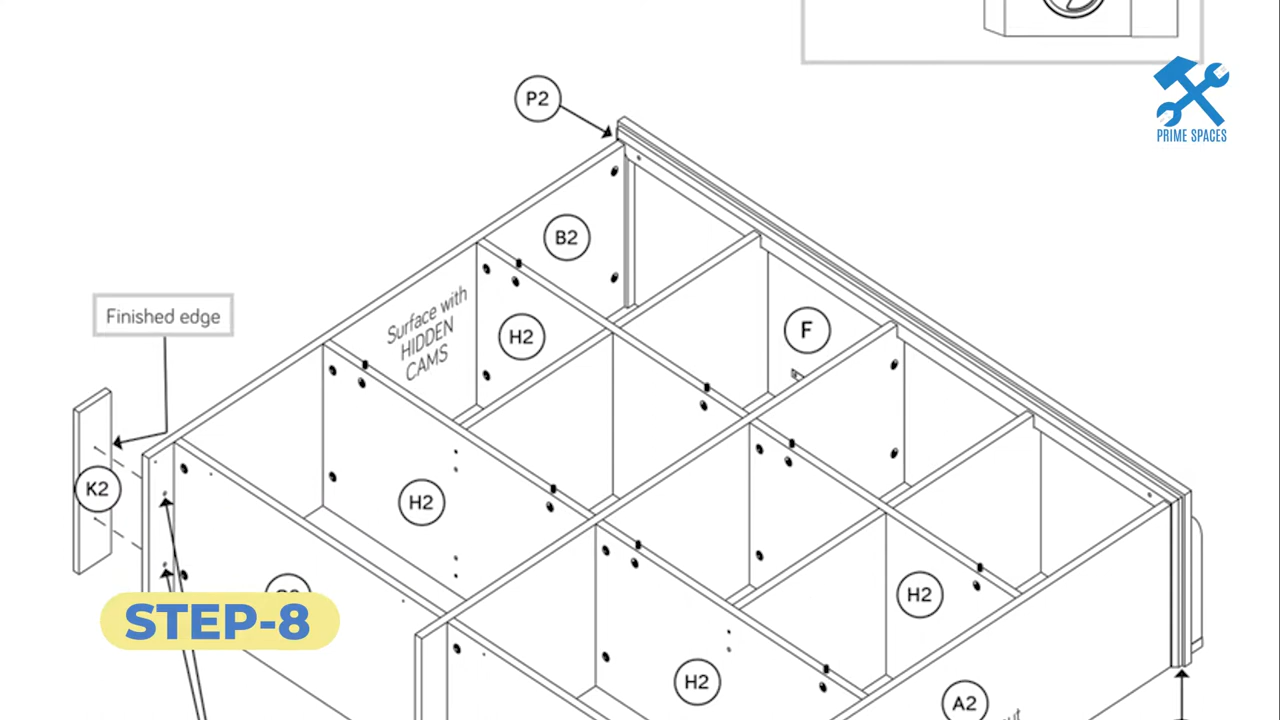 P2
PRIME SPACES
B2
Surface with
HIDDEN
CAMS
H2
F
Finished edge
K2
H2
H2
STEP-8
H2
A2